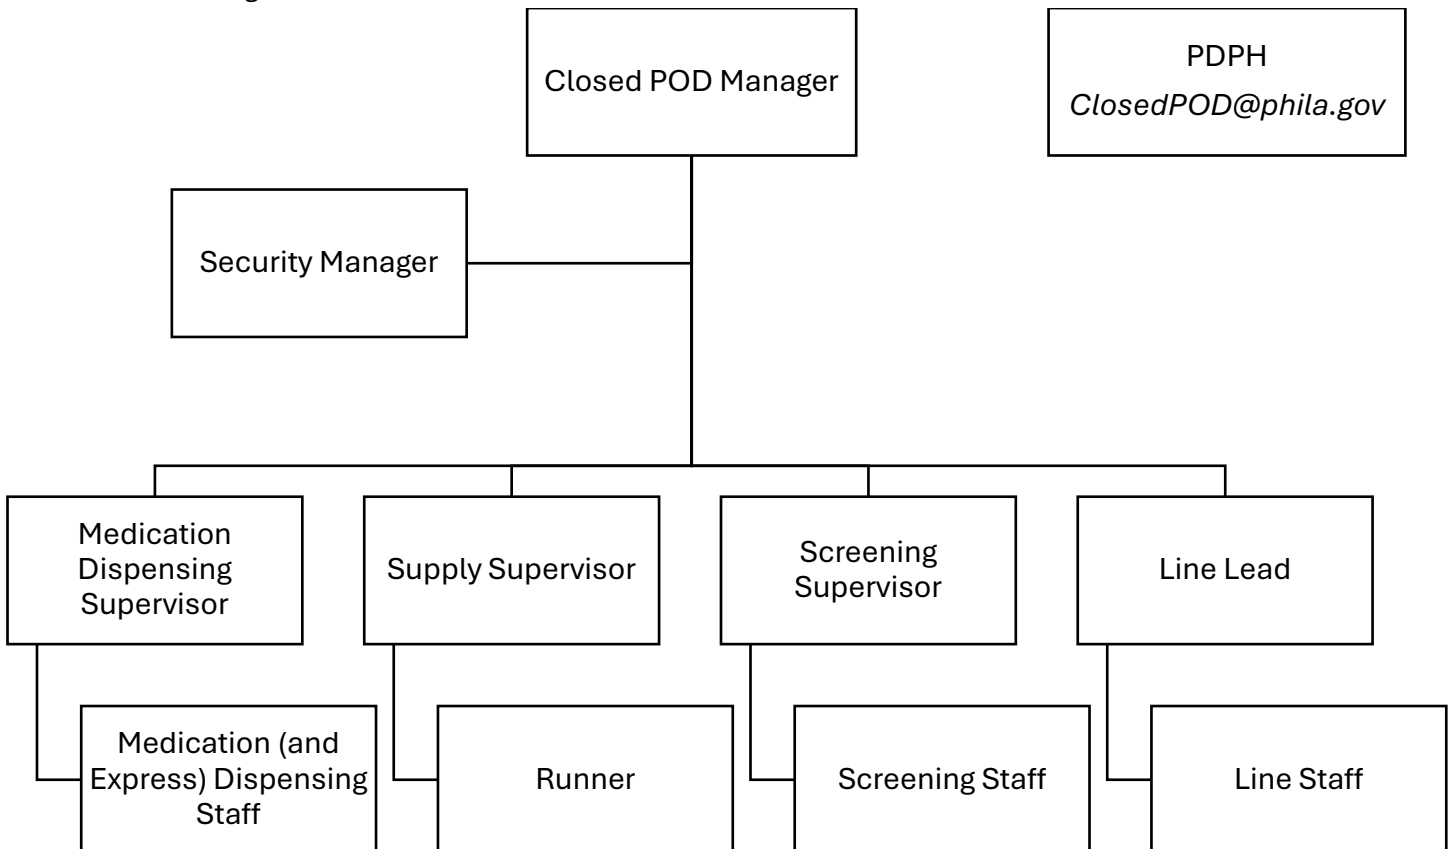 Closed POD Manager
PDPH
ClosedPOD@phila.gov
Security Manager
Medication
Dispensing
Supervisor
Supply Supervisor
Screening
Supervisor
Line Lead
Medication (and
Express) Dispensing
Staff
Runner
Screening Staff
Line Staff